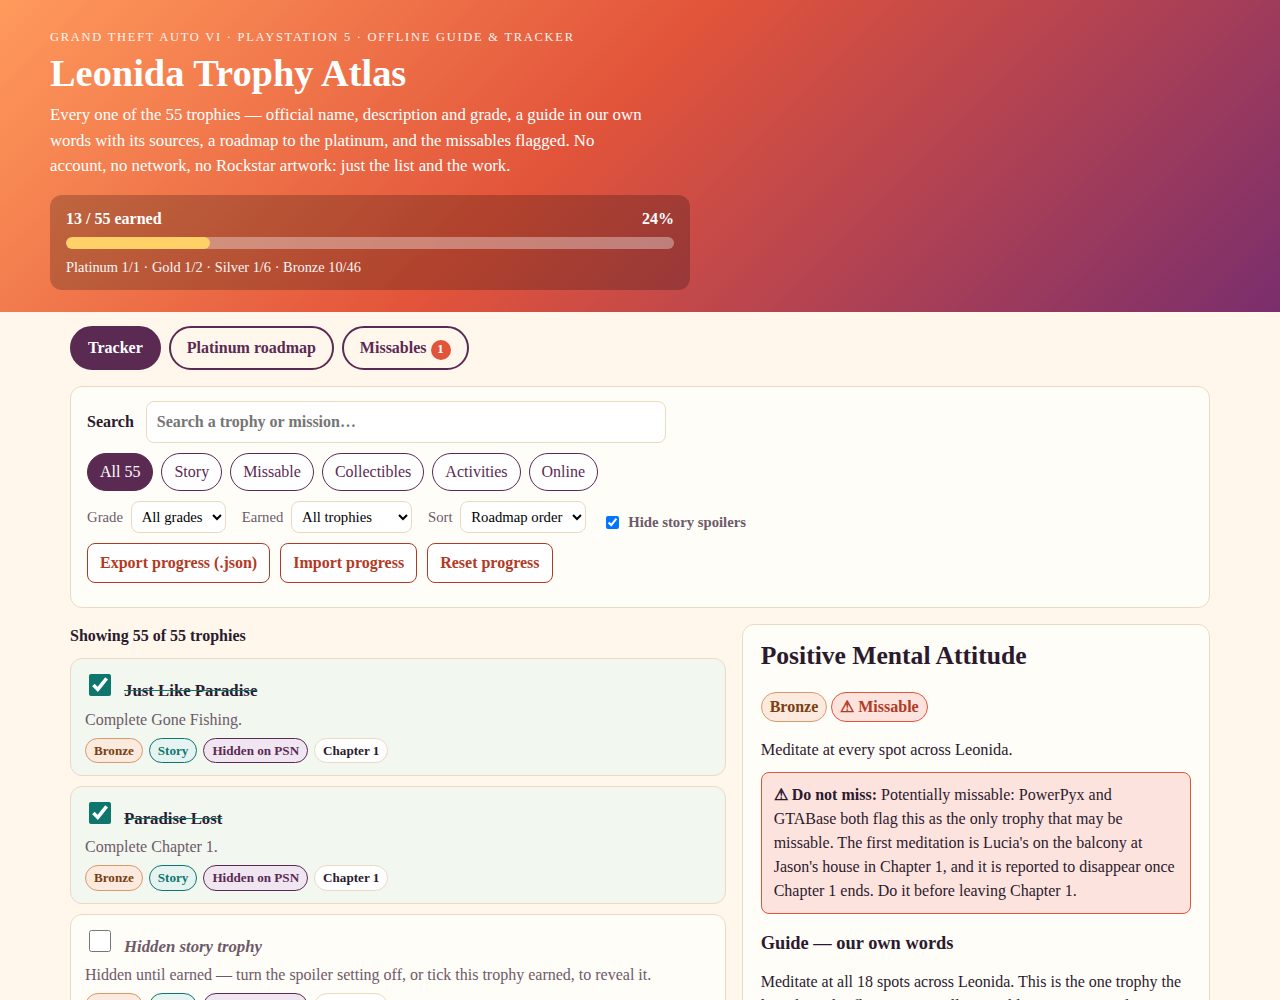 GRAND THEFT AUTO VI · PLAYSTATION 5 · OFFLINE GUIDE & TRACKER
Leonida Trophy Atlas
Every one of the 55 trophies — official name, description and grade, a guide in our own
words with its sources, a roadmap to the platinum, and the missables flagged. No
account, no network, no Rockstar artwork: just the list and the work.
13 / 55 earned 24%
Platinum 1/1 · Gold 1/2 · Silver 1/6 · Bronze 10/46
Tracker Platinum roadmap Missables 1
Search Search a trophy or mission…
All 55 Story Missable Collectibles Activities Online
Grade All grades Earned All trophies Sort Roadmap order Hide story spoilers
Export progress (.json) Import progress Reset progress
Showing 55 of 55 trophies
Just Like Paradise
Complete Gone Fishing.
Bronze Story Hidden on PSN Chapter 1
Paradise Lost
Complete Chapter 1.
Bronze Story Hidden on PSN Chapter 1
Hidden story trophy
Hidden until earned — turn the spoiler setting off, or tick this trophy earned, to reveal it.
Positive Mental Attitude
Bronze ⚠ Missable
Meditate at every spot across Leonida.
⚠ Do not miss: Potentially missable: PowerPyx and
GTABase both flag this as the only trophy that may be
missable. The first meditation is Lucia's on the balcony at
Jason's house in Chapter 1, and it is reported to disappear once
Chapter 1 ends. Do it before leaving Chapter 1.
Guide — our own words
Meditate at all 18 spots across Leonida. This is the one trophy the